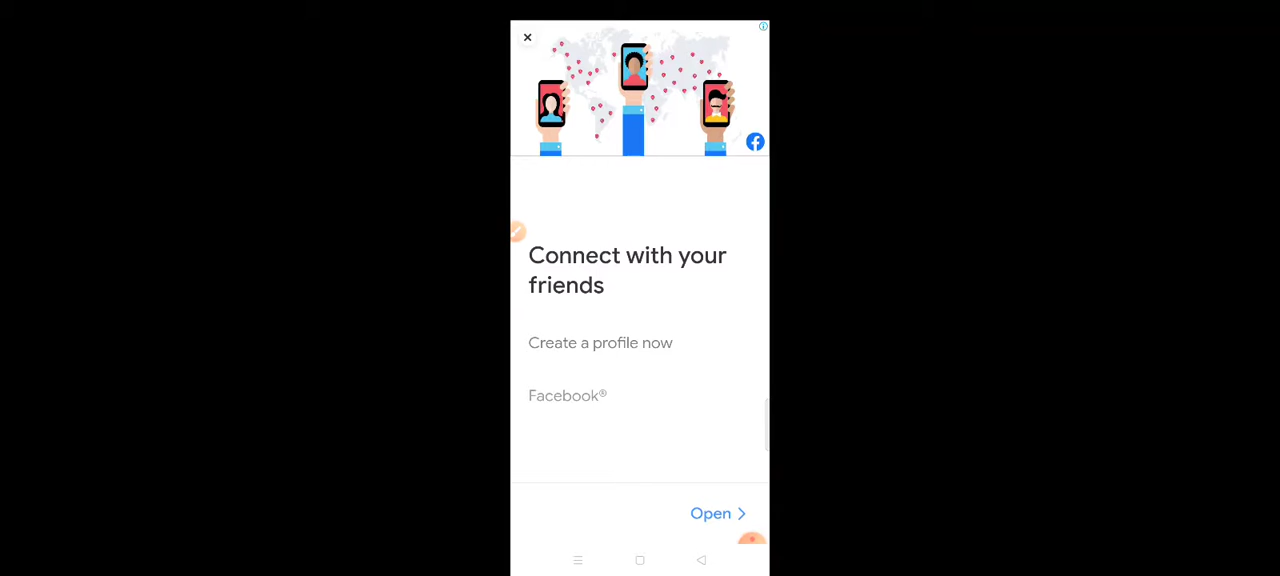 Connect with your
friends
Create a profile now
Facebook®
Open